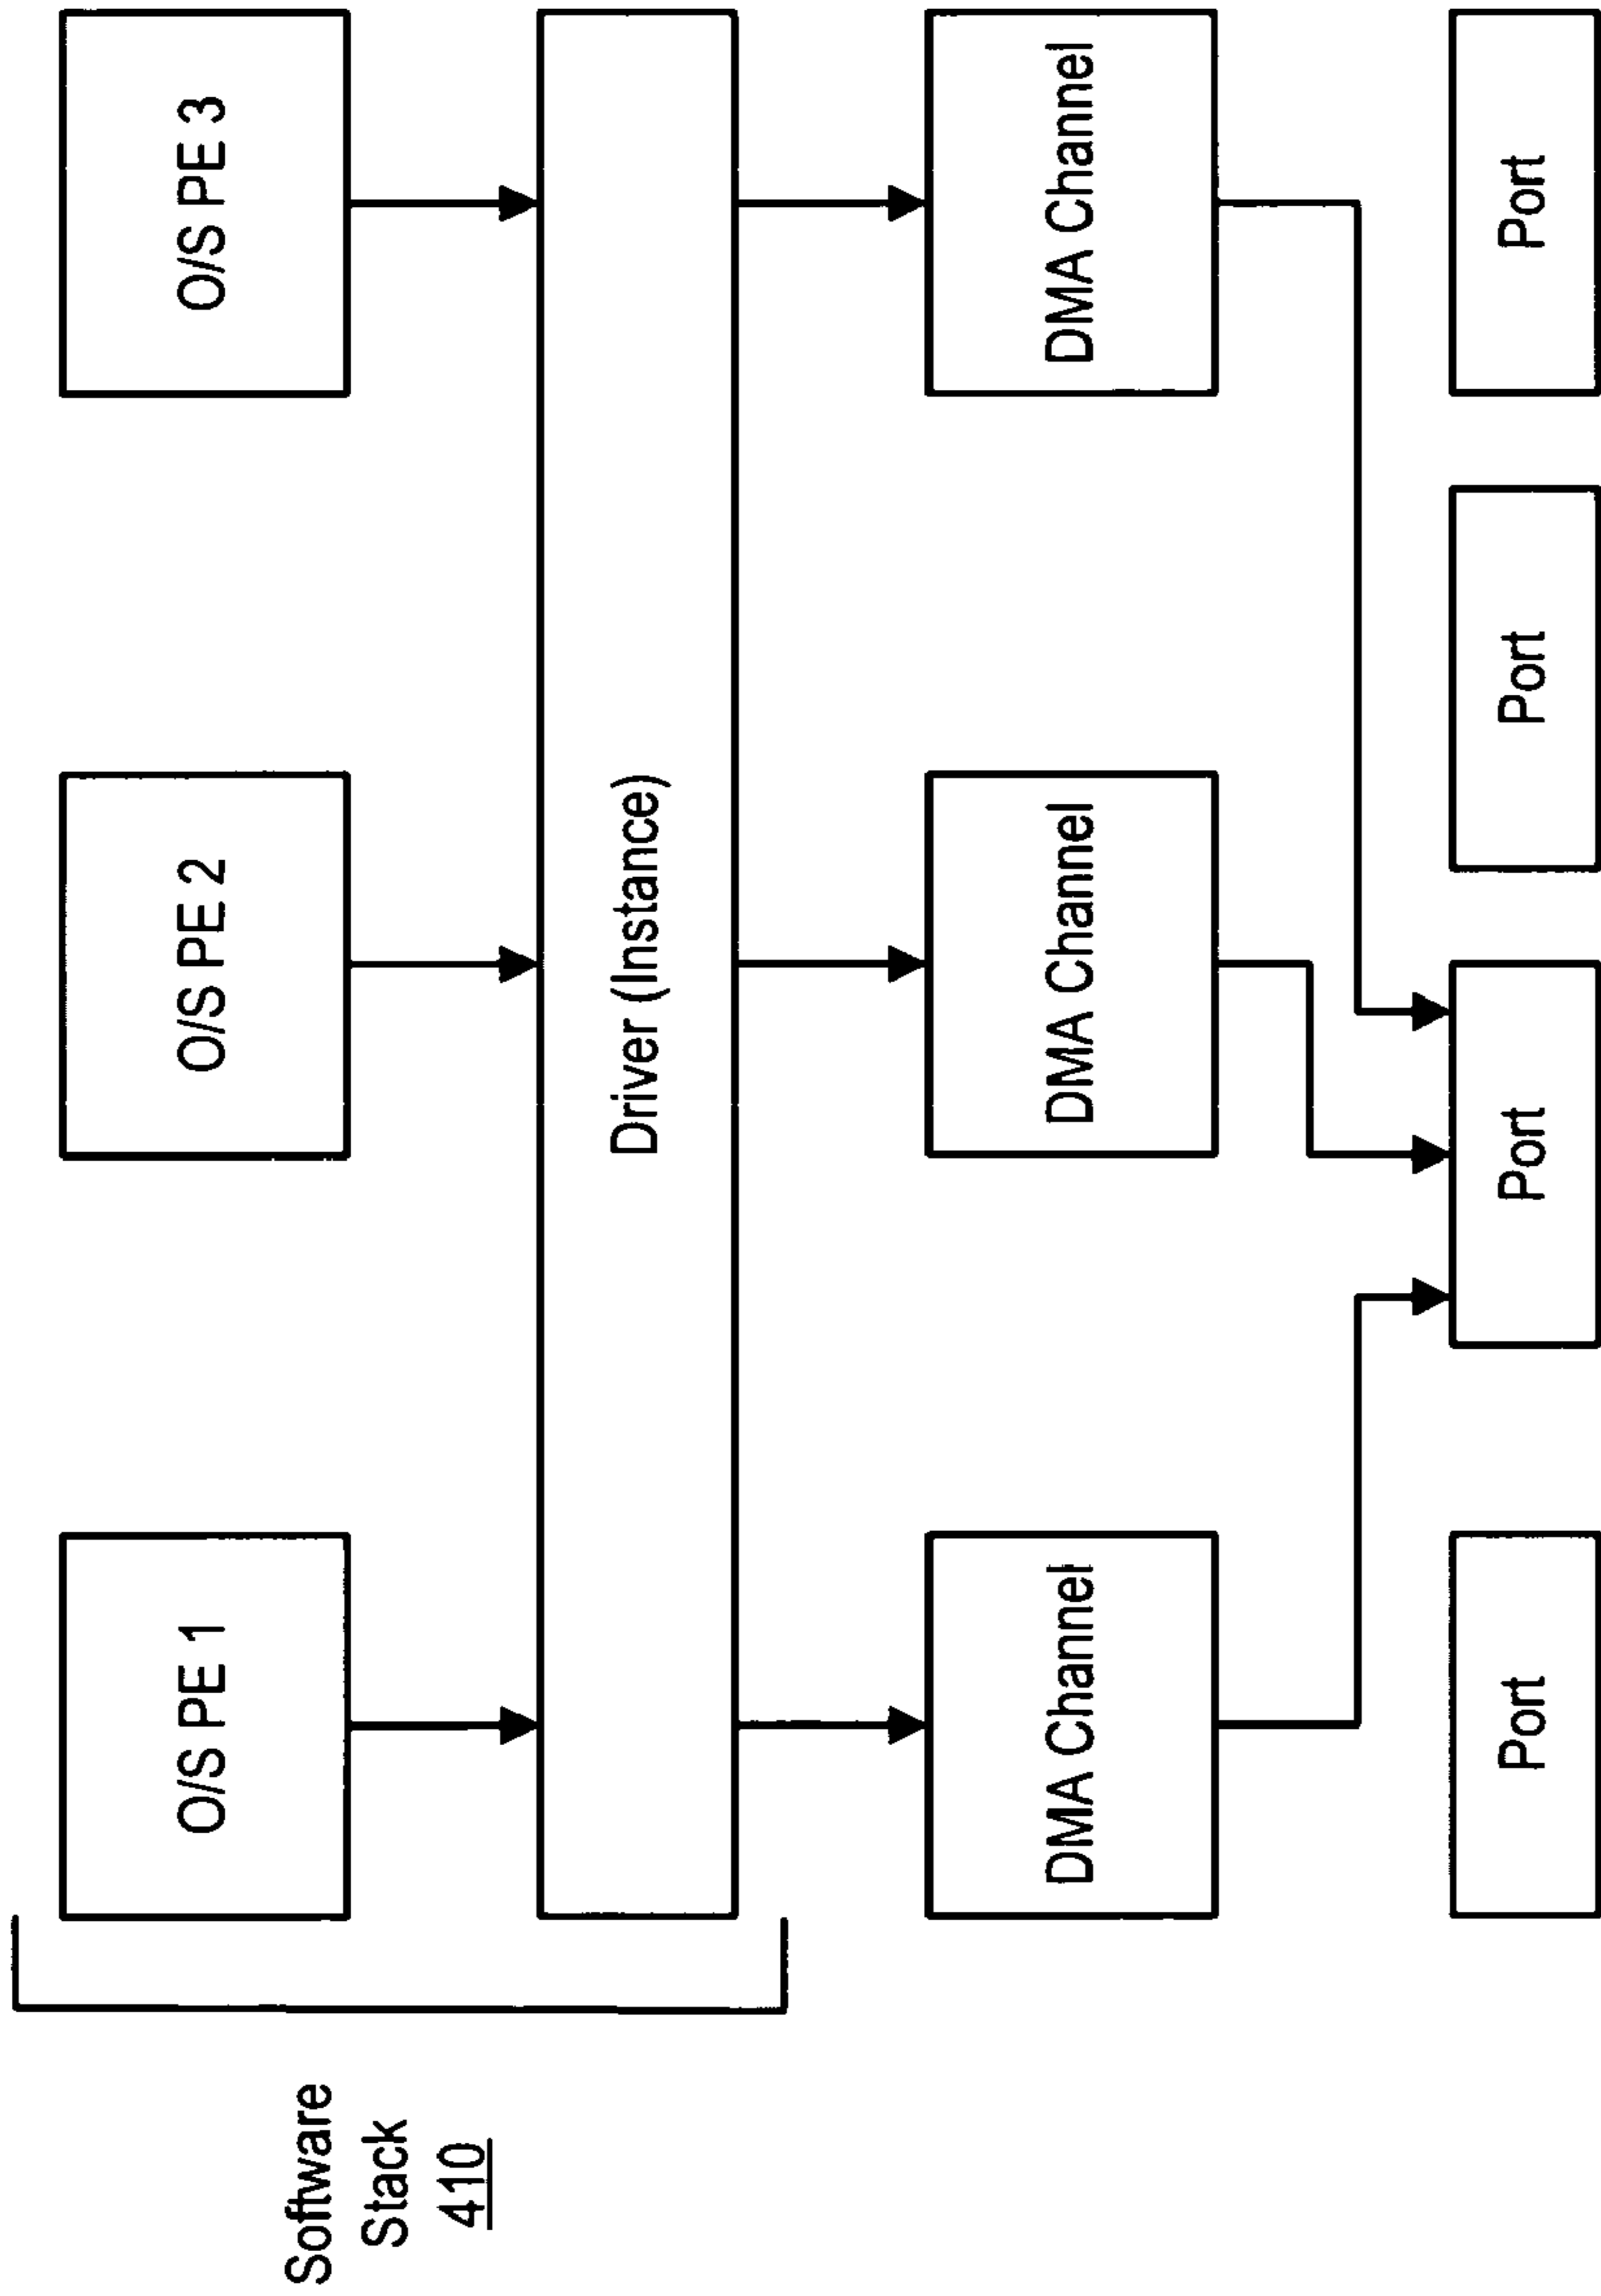 Software
Stack
410
O/S PE 1
O/S PE 2
O/S PE 3
Driver (Instance)
DMA Channel
DMA Channel
DMA Channel
Port
Port
Port
Port